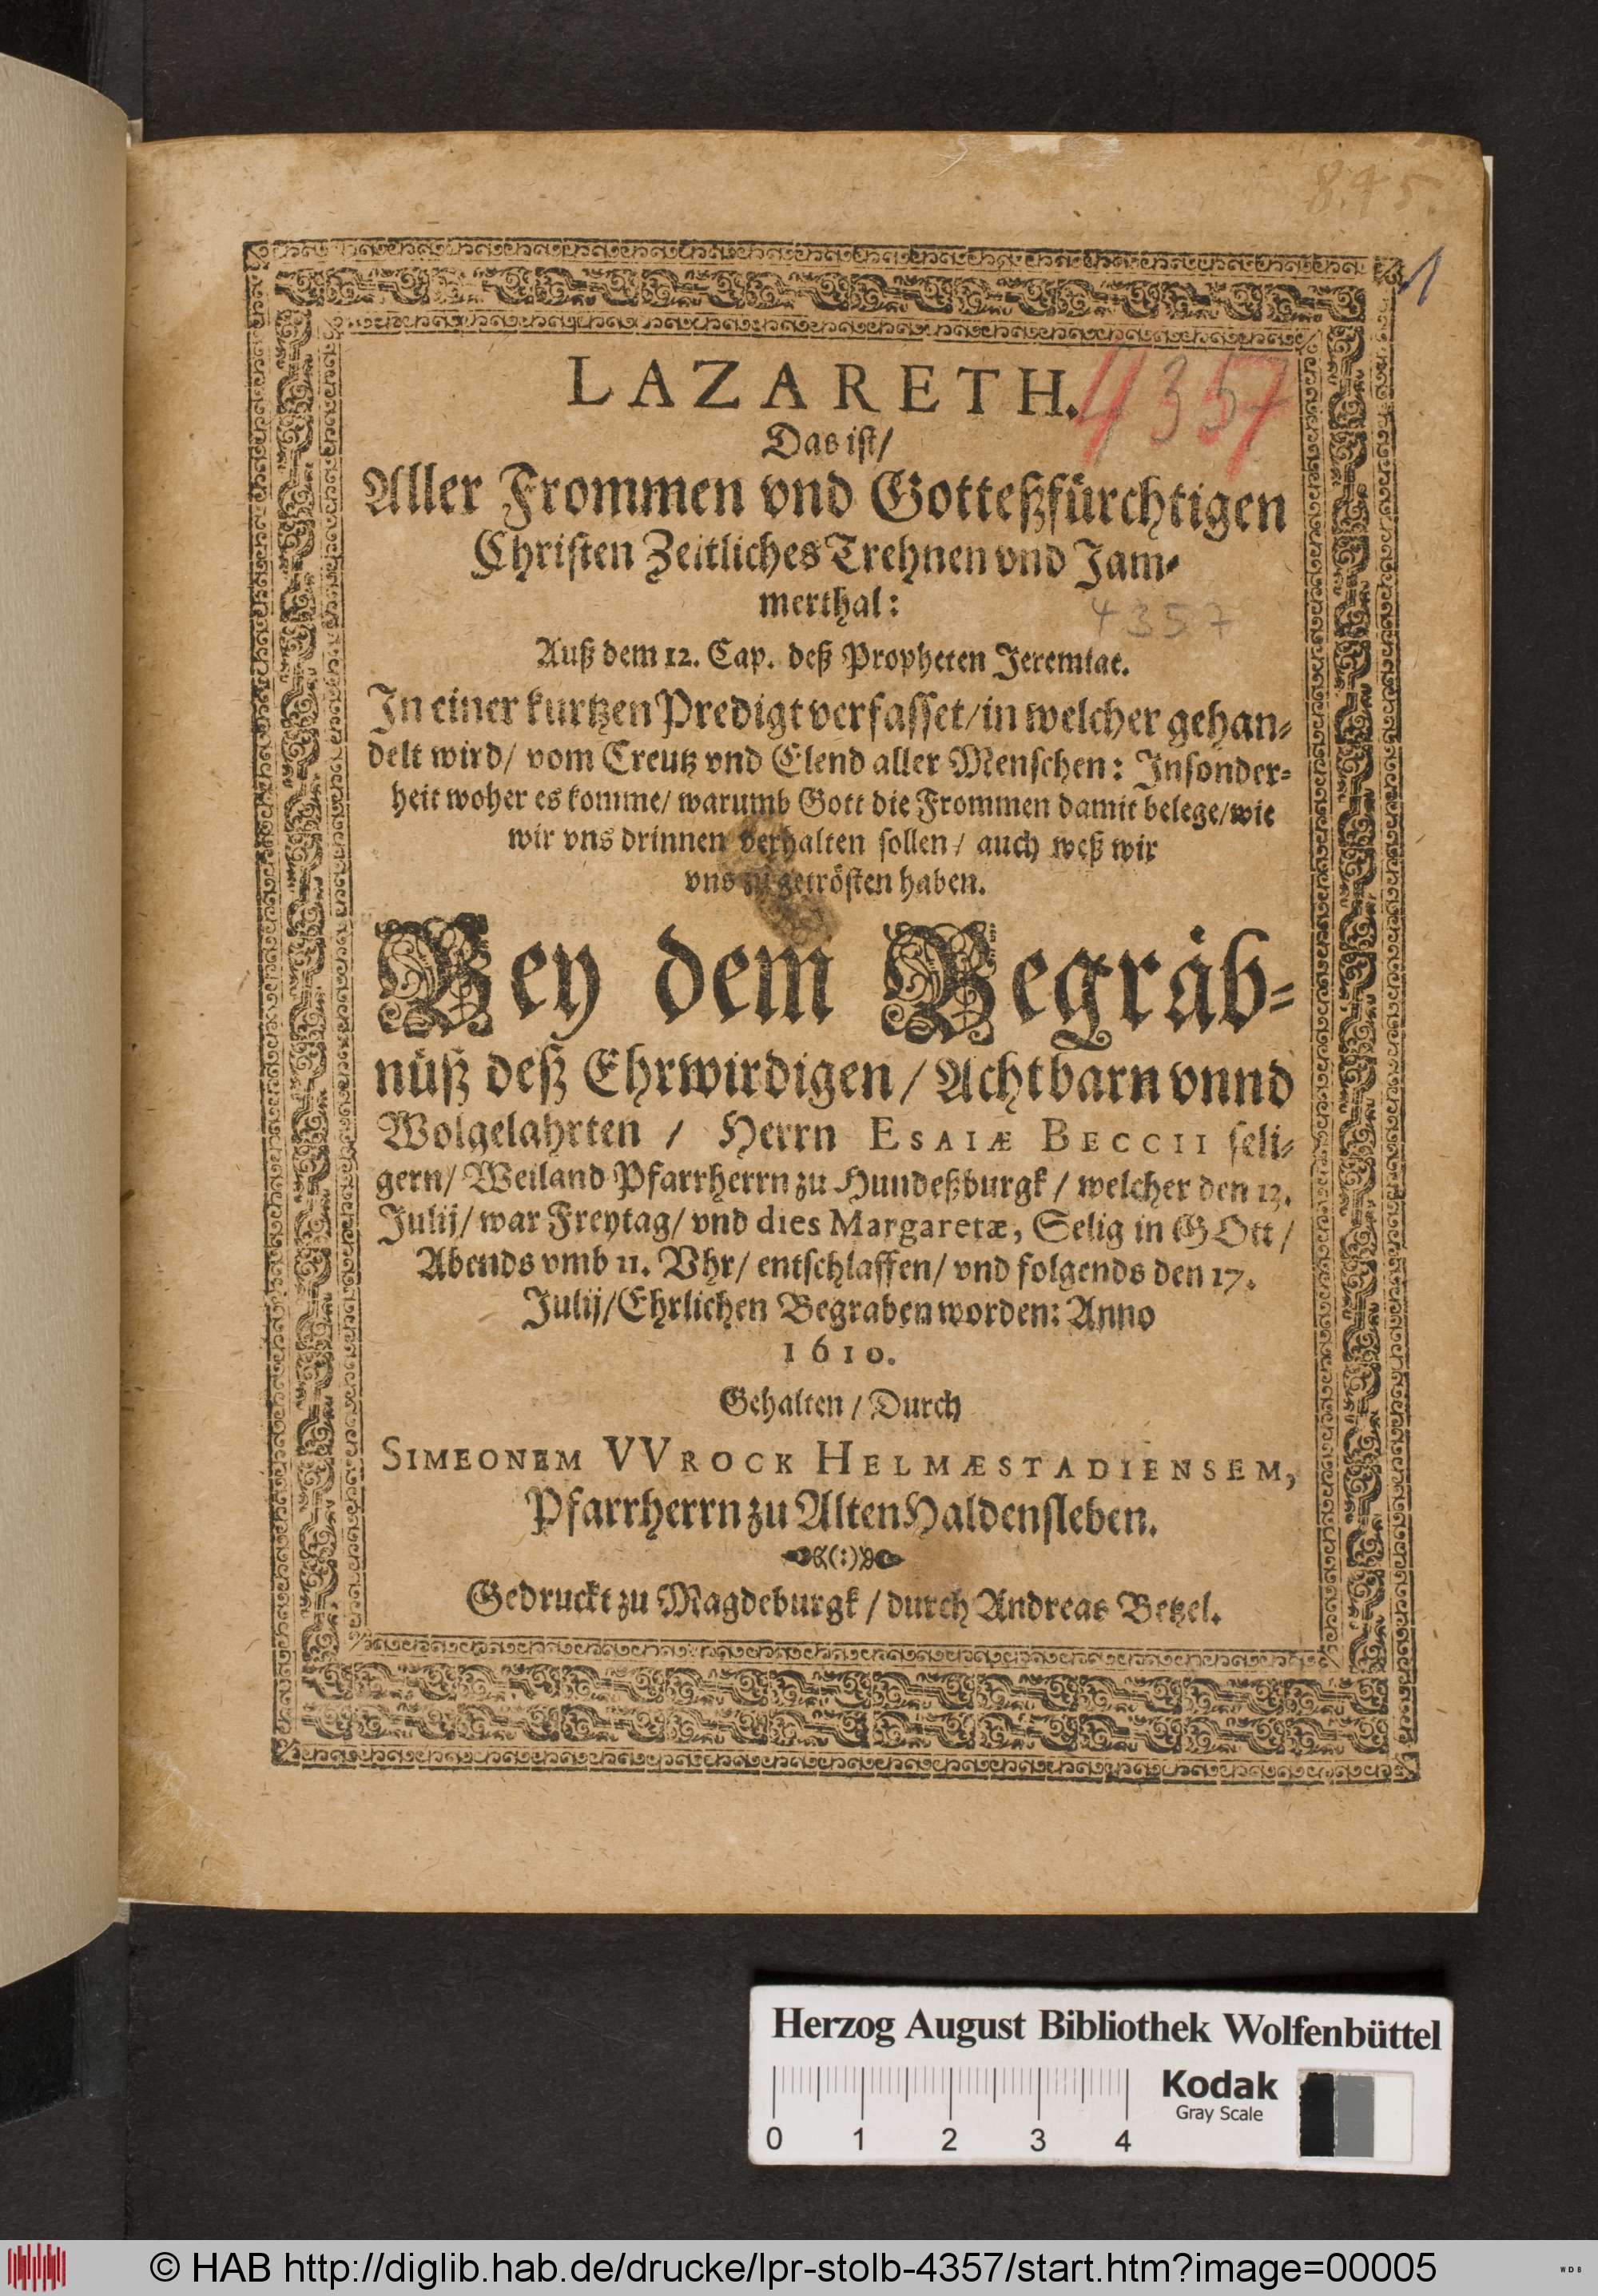 8.45.
1
LAZARETH.
4357
Das ist/
Aller Frommen vnd Gotteßfürchtigen
Christen Zeitliches Trehnen vnd Jam-
merthal:
4357
Auß dem 12. Cap. deß Propheten Jeremiae.
In einer kurtzen Predigt verfasset/in welcher gehan-
delt wird/ vom Creutz vnd Elend aller Menschen: Insonder-
heit woher es komme/ warumb Gott die Frommen damit belege/wie
wir vns drinnen verhalten sollen/ auch weß wir
vns zu getrösten haben.
Bey dem Begräb-
nüß deß Ehrwirdigen/ Achtbarn vnnd
Wolgelahrten / Herrn ESAIÆ BECCII seli-
gern/ Weiland Pfarrherrn zu Hundeßburgk/ welcher den 13.
Julij/ war Freytag/ vnd dies Margaretæ, Selig in GOtt/
Abends vmb 11. Vhr/ entschlaffen/ vnd folgends den 17.
Julij/Ehrlichen Begraben worden: Anno
1610.
Gehalten/ Durch
SIMEONEM VVROCK HELMÆSTADIENSEM,
Pfarrherrn zu Alten Haldensleben.
Gedruckt zu Magdeburgk/ durch Andreas Betzel.
Herzog August Bibliothek Wolfenbüttel
Kodak
Gray Scale
0 1 2 3 4
© HAB http://diglib.hab.de/drucke/lpr-stolb-4357/start.htm?image=00005
WDB